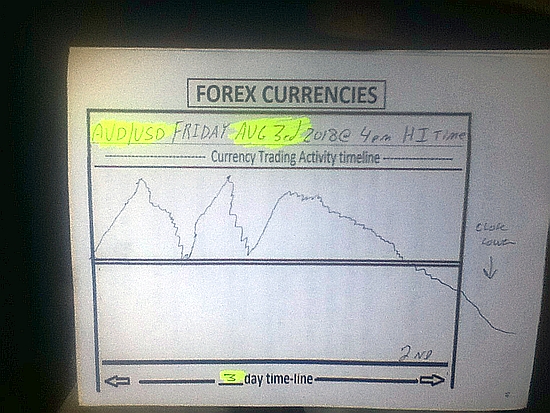 FOREX CURRENCIES
AUD/USD FRIDAY AUG 3rd 2018@ 4pm HI Time
Currency Trading Activity timeline
close
lower
2ND
3 day time-line